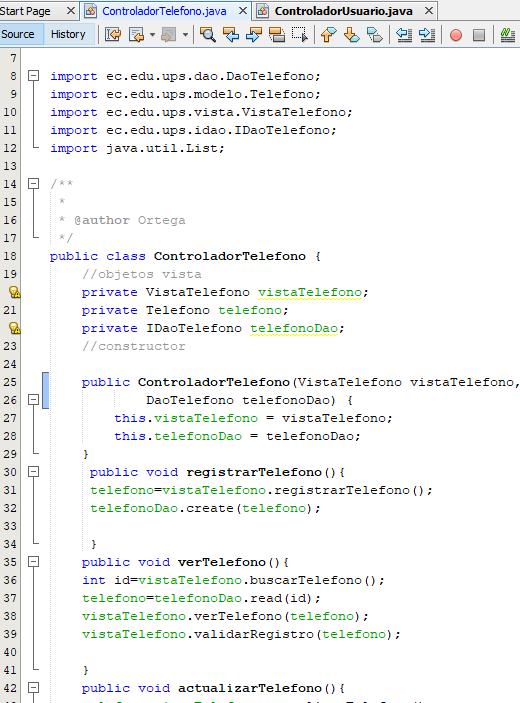 Start Page ControladorTelefono.java ControladorUsuario.java
Source History
7
8 import ec.edu.ups.dao.DaoTelefono;
9 import ec.edu.ups.modelo.Telefono;
10 import ec.edu.ups.vista.VistaTelefono;
11 import ec.edu.ups.idao.IDaoTelefono;
12 import java.util.List;
13
14 /**
15 *
16 * @author Ortega
17 */
18 public class ControladorTelefono {
19 //objetos vista
private VistaTelefono vistaTelefono;
21 private Telefono telefono;
private IDaoTelefono telefonoDao;
23 //constructor
24
25 public ControladorTelefono(VistaTelefono vistaTelefono,
26 DaoTelefono telefonoDao) {
27 this.vistaTelefono = vistaTelefono;
28 this.telefonoDao = telefonoDao;
29 }
30 public void registrarTelefono(){
31 telefono=vistaTelefono.registrarTelefono();
32 telefonoDao.create(telefono);
33
34 }
35 public void verTelefono(){
36 int id=vistaTelefono.buscarTelefono();
37 telefono=telefonoDao.read(id);
38 vistaTelefono.verTelefono(telefono);
39 vistaTelefono.validarRegistro(telefono);
40
41 }
42 public void actualizarTelefono(){